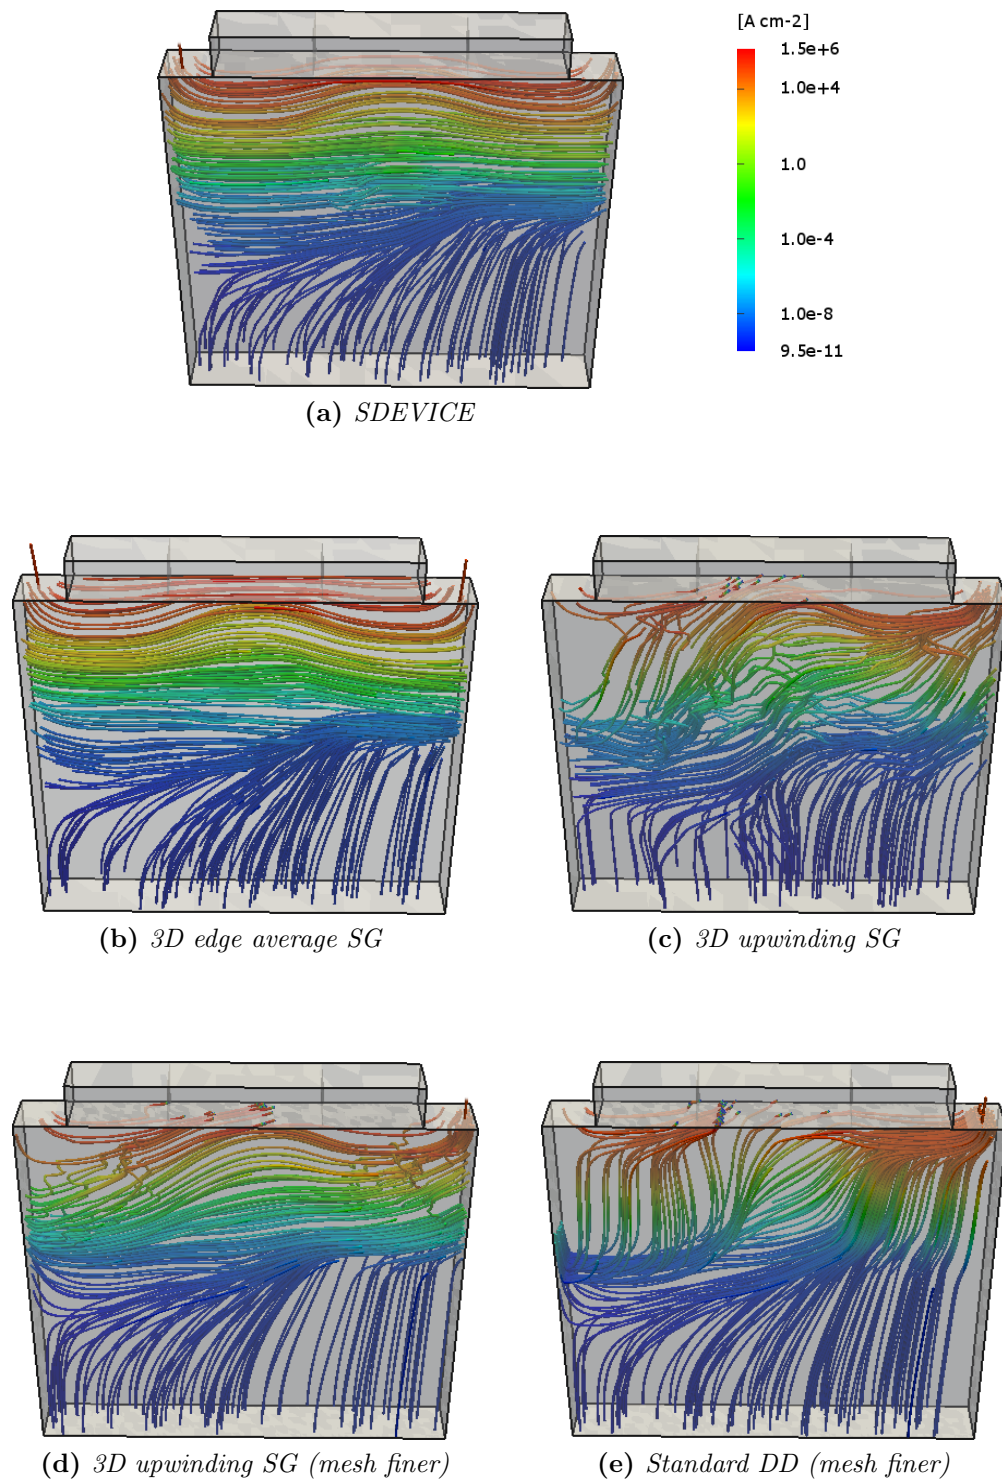 [A cm-2]
1.5e+6
1.0e+4
1.0
1.0e-4
1.0e-8
9.5e-11
(a) SDEVICE
(b) 3D edge average SG
(c) 3D upwinding SG
(d) 3D upwinding SG (mesh finer)
(e) Standard DD (mesh finer)